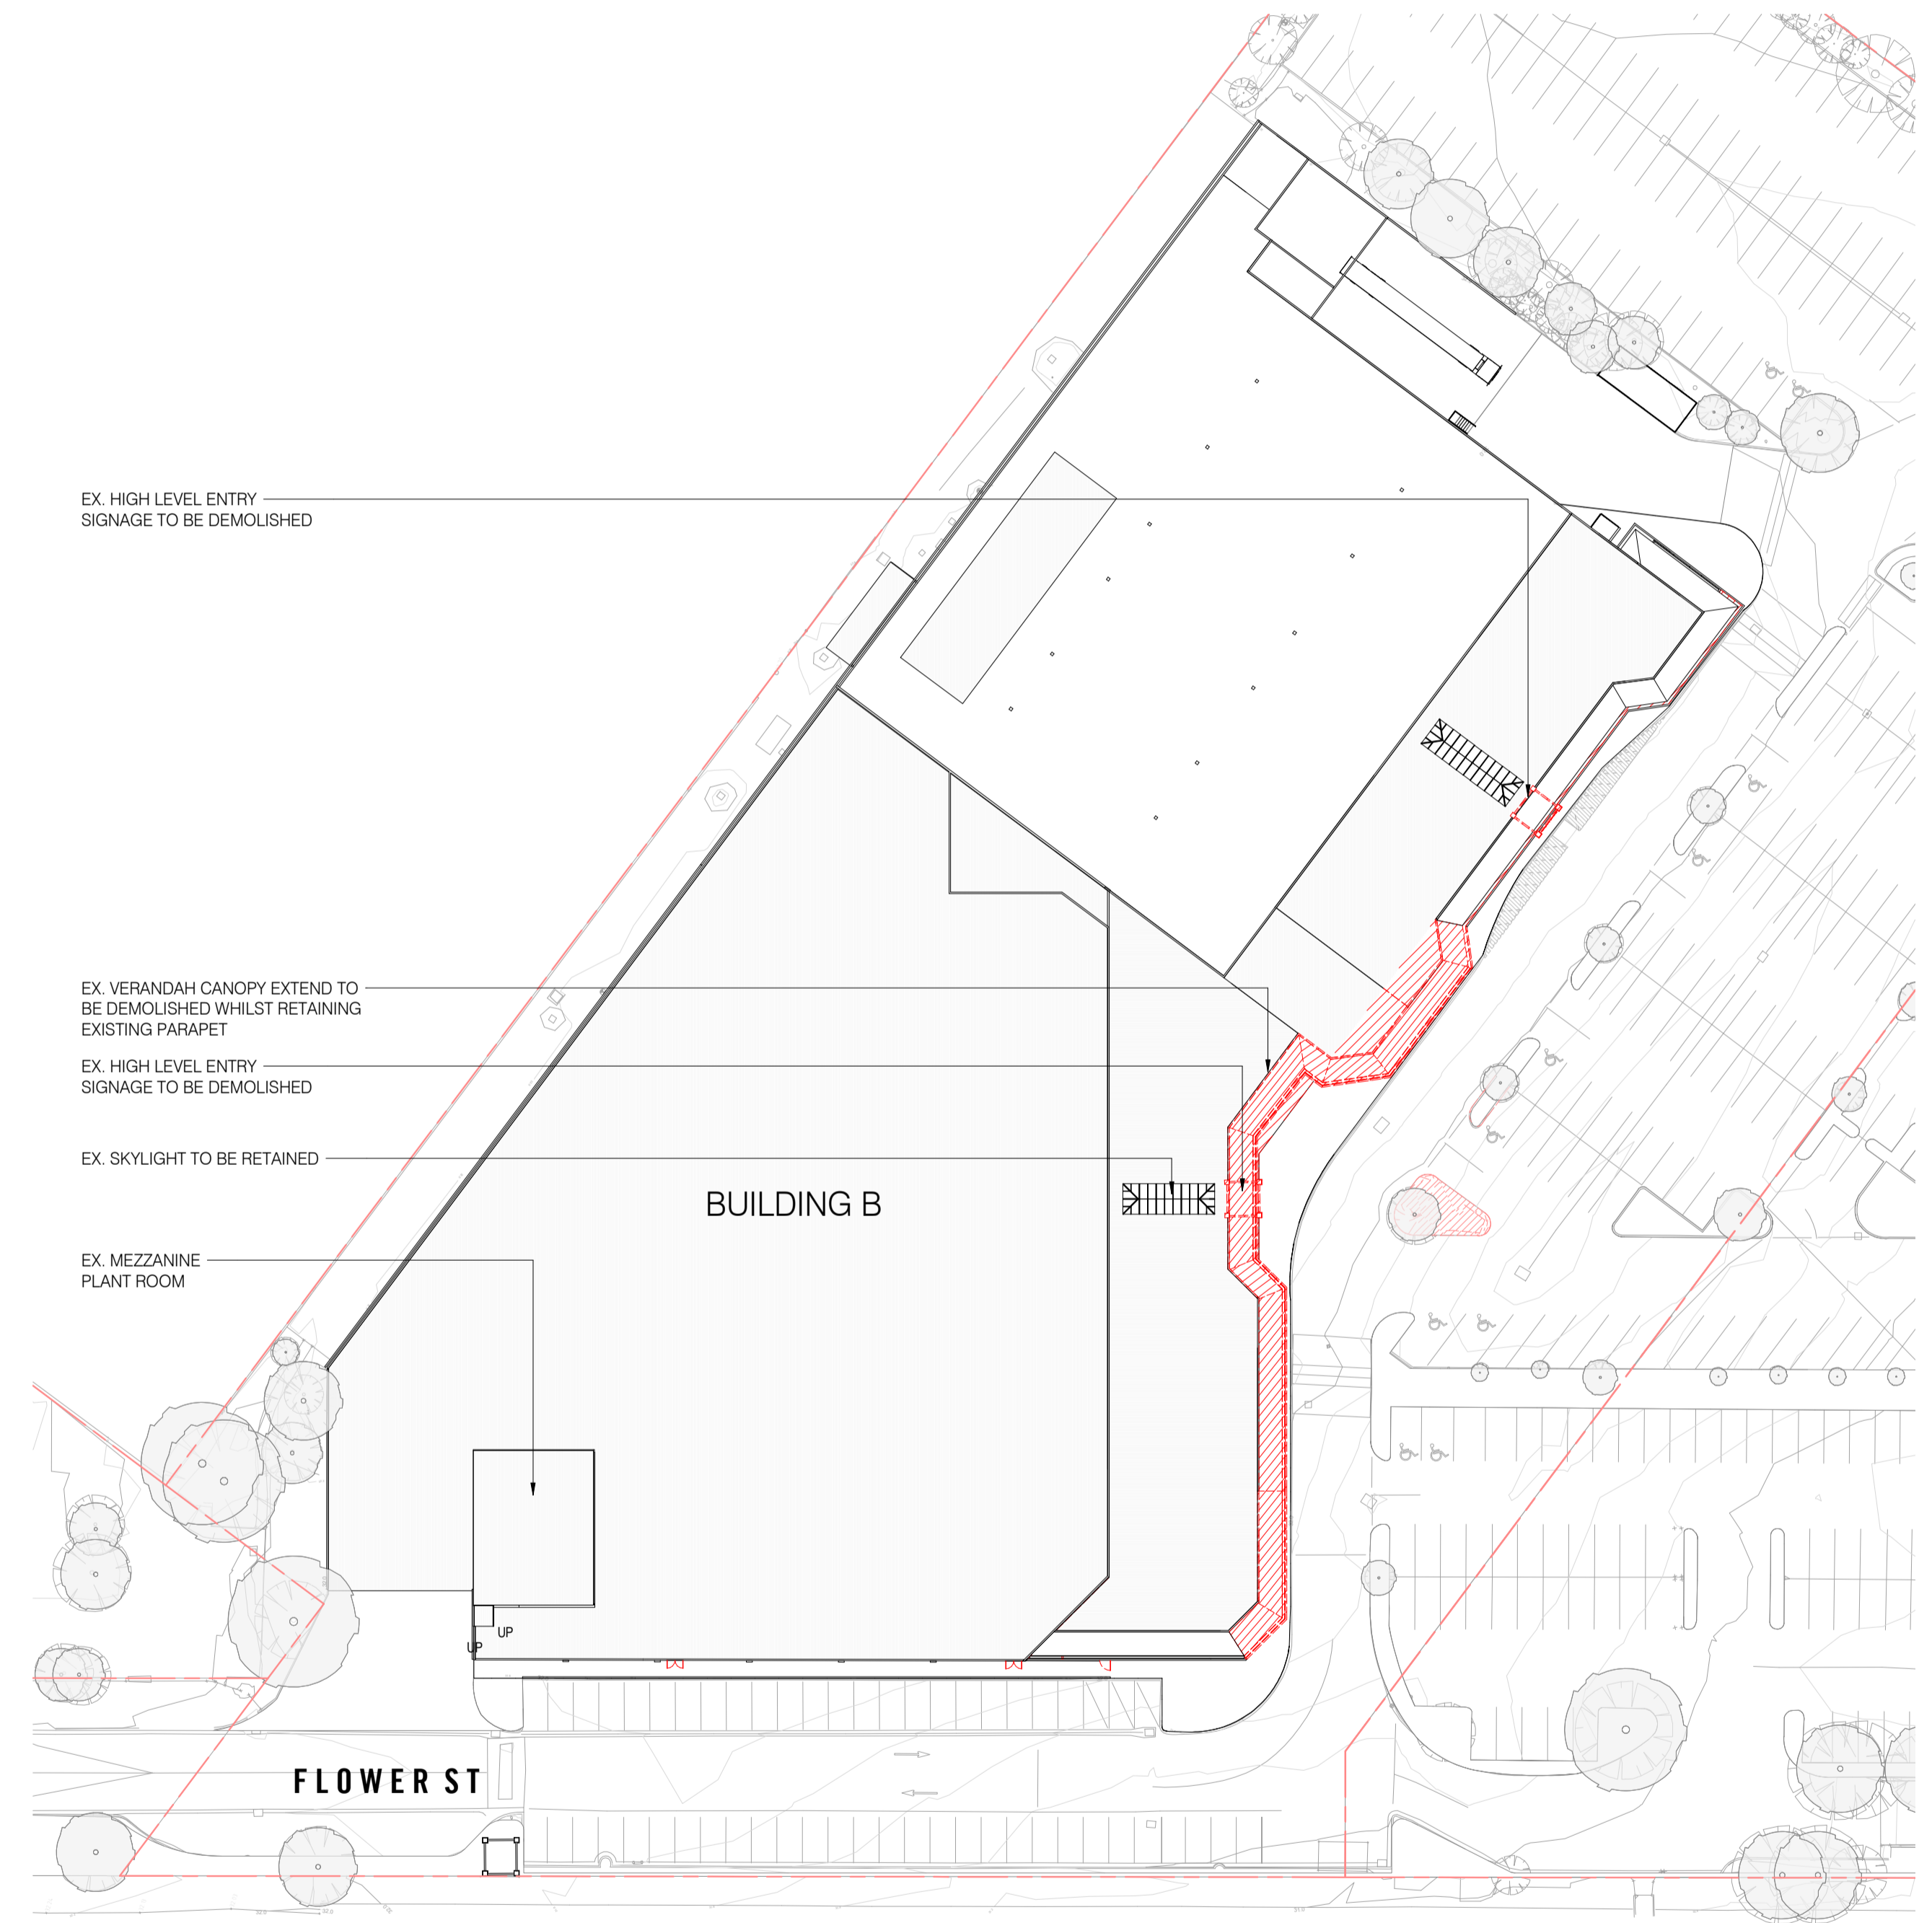 EX. HIGH LEVEL ENTRY
SIGNAGE TO BE DEMOLISHED
EX. VERANDAH CANOPY EXTEND TO
BE DEMOLISHED WHILST RETAINING
EXISTING PARAPET
EX. HIGH LEVEL ENTRY
SIGNAGE TO BE DEMOLISHED
EX. SKYLIGHT TO BE RETAINED
BUILDING B
EX. MEZZANINE
PLANT ROOM
UP
UP
FLOWER ST